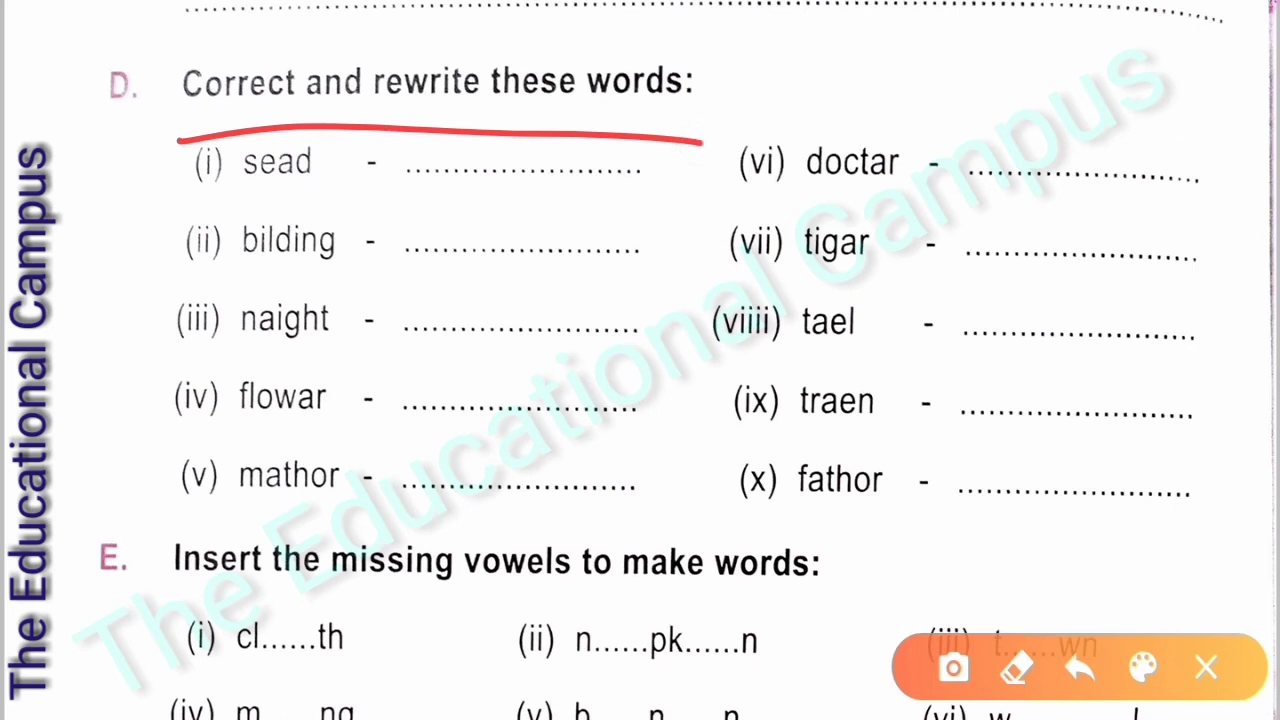 D. Correct and rewrite these words:
(i) sead - ........................
(vi) doctar - ........................
(ii) bilding - ........................
(vii) tigar - ........................
(iii) naight - ........................
(viiii) tael - ........................
(iv) flowar - ........................
(ix) traen - ........................
(v) mathor - ........................
(x) fathor - ........................
E. Insert the missing vowels to make words:
(i) cl......th (ii) n......pk......n (iii) t......wn
The Educational Campus
The Educational Campus